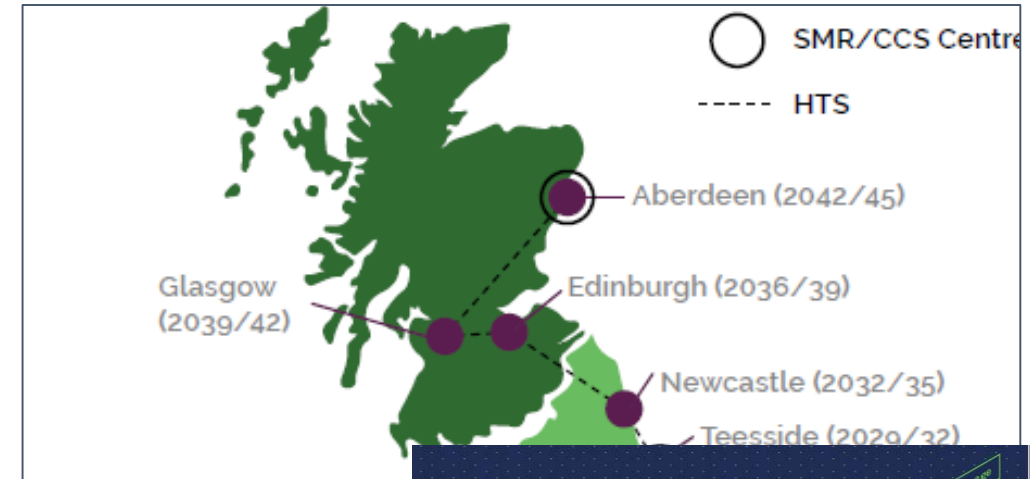 SMR/CCS Centre
HTS
Aberdeen (2042/45)
Glasgow
(2039/42)
Edinburgh (2036/39)
Newcastle (2032/35)
Teesside (2029/32)